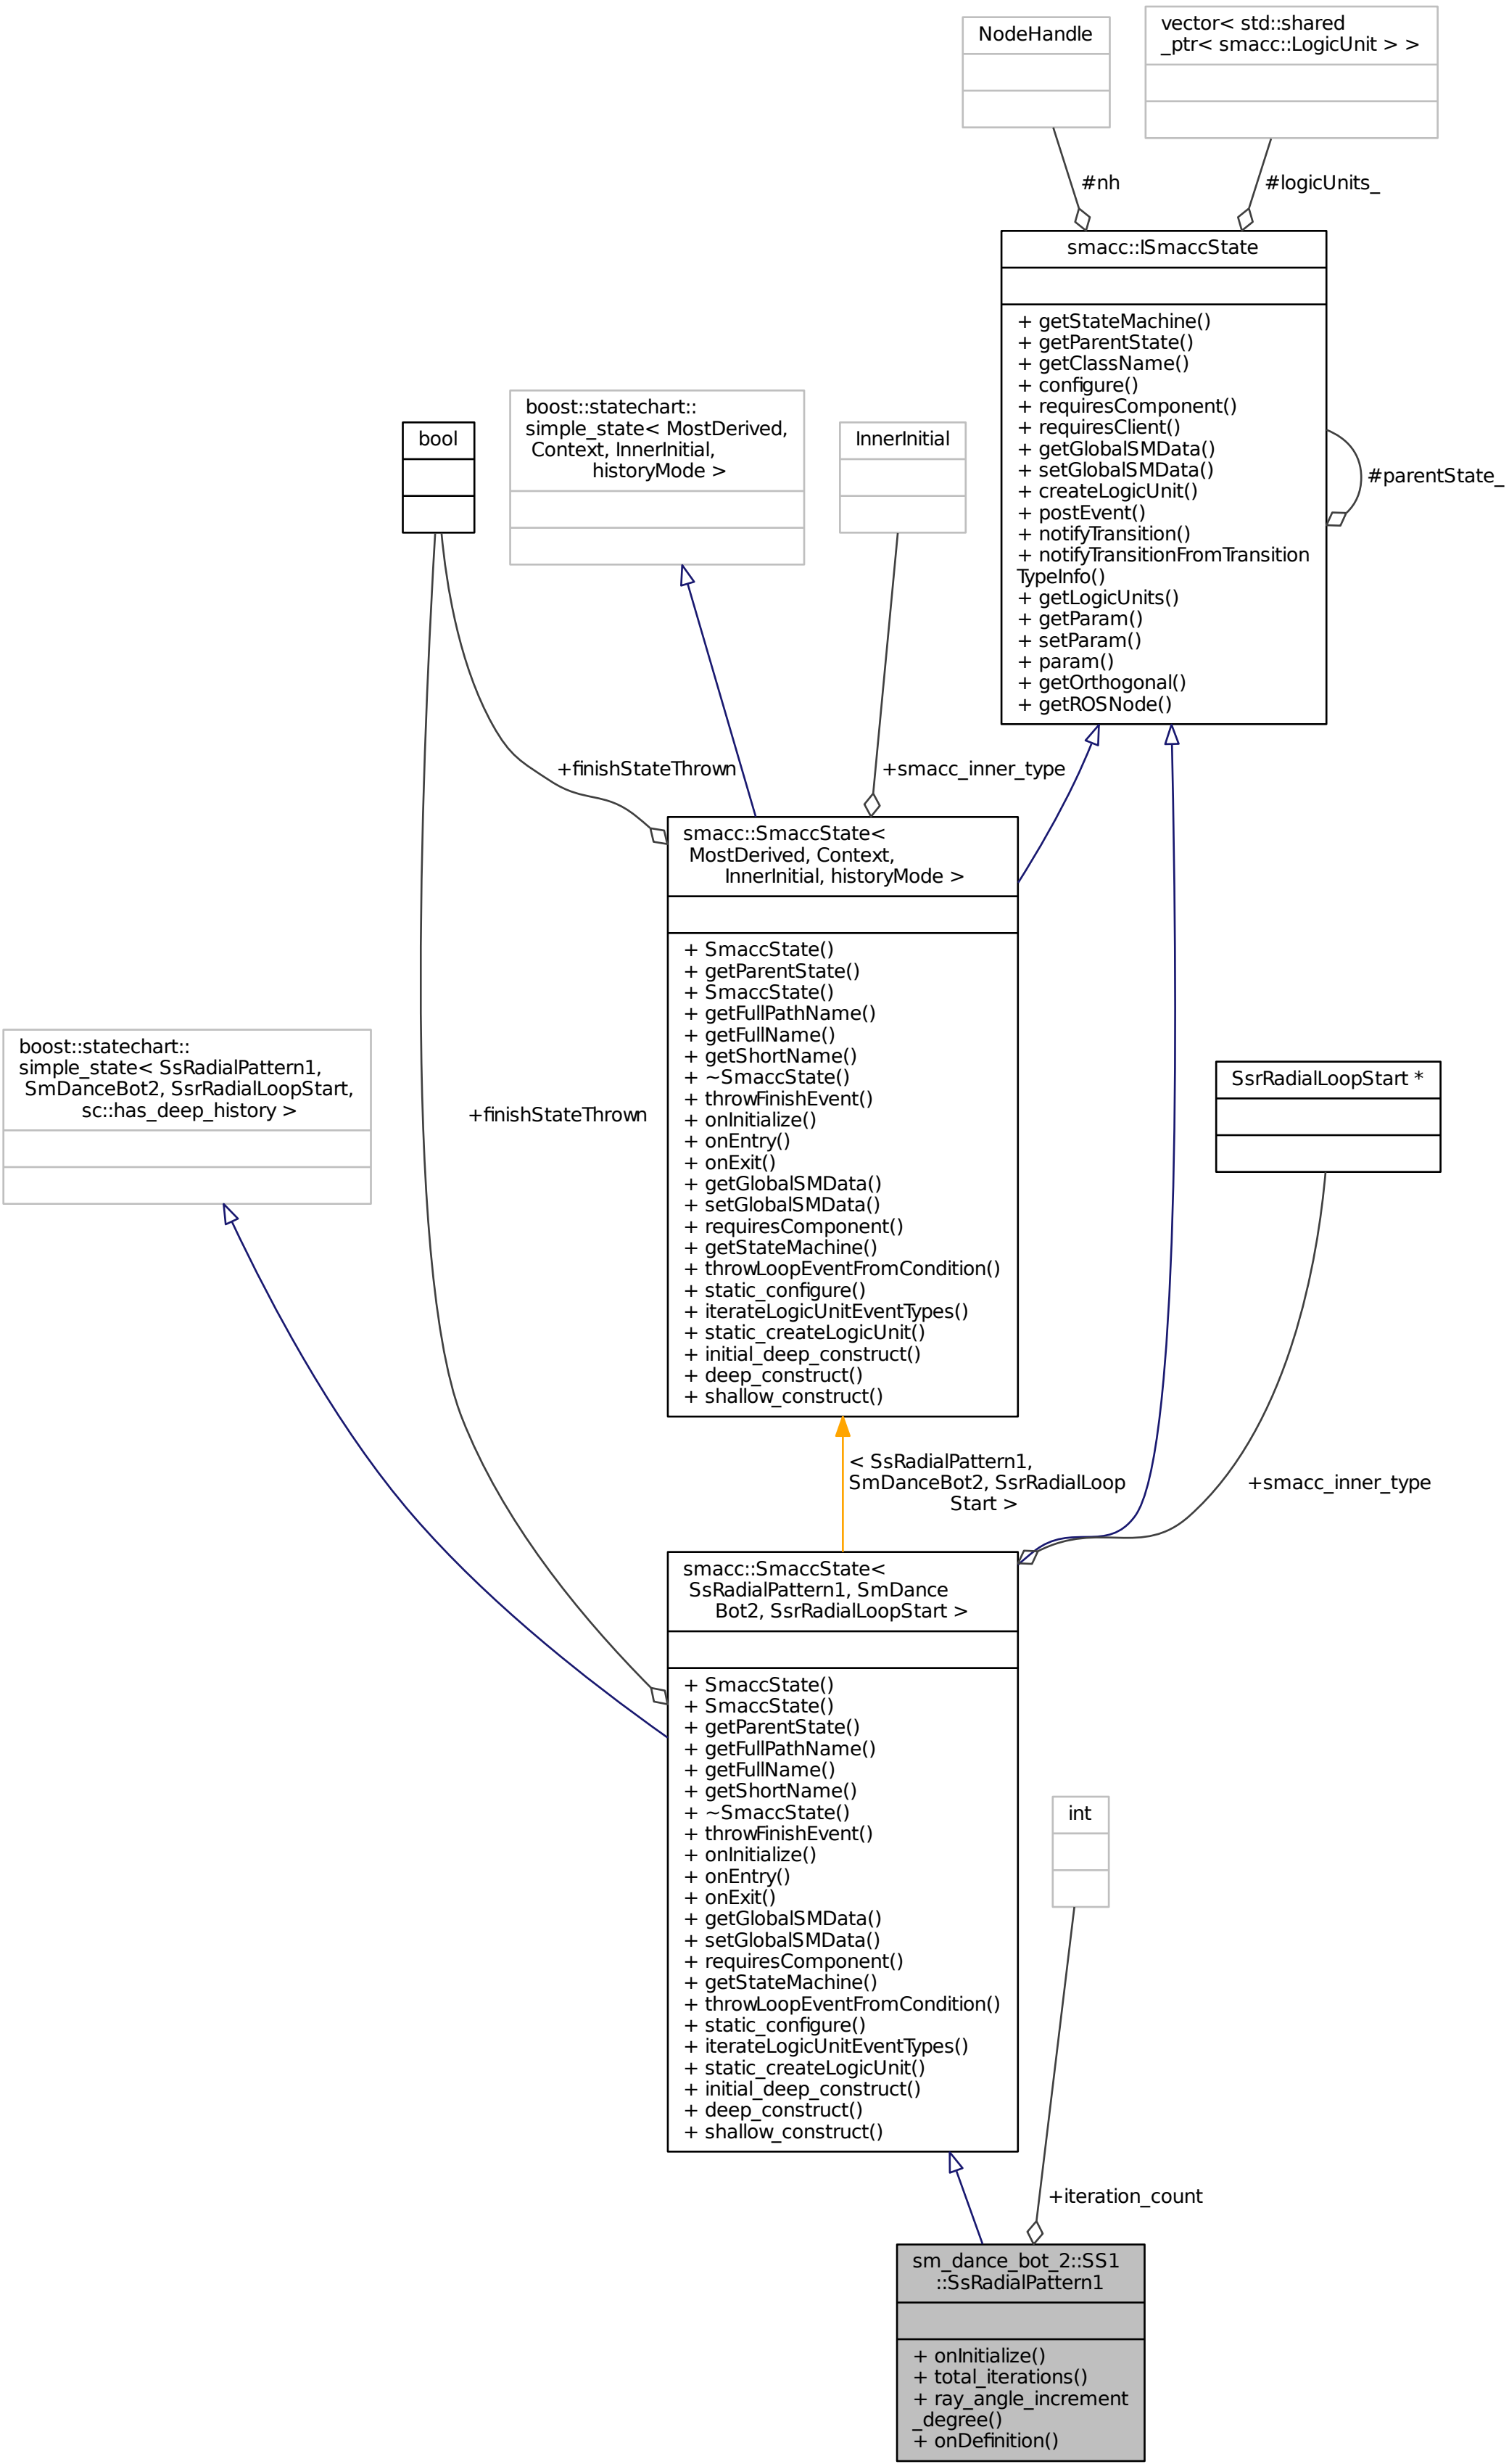 NodeHandle
vector< std::shared
_ptr< smacc::LogicUnit > >
#nh
#logicUnits_
smacc::ISmaccState
+ getStateMachine()
+ getParentState()
+ getClassName()
+ configure()
+ requiresComponent()
+ requiresClient()
+ getGlobalSMData()
+ setGlobalSMData()
+ createLogicUnit()
+ postEvent()
+ notifyTransition()
+ notifyTransitionFromTransition
TypeInfo()
+ getLogicUnits()
+ getParam()
+ setParam()
+ param()
+ getOrthogonal()
+ getROSNode()
#parentState_
bool
boost::statechart::
simple_state< MostDerived,
Context, InnerInitial,
historyMode >
InnerInitial
+finishStateThrown
+smacc_inner_type
smacc::SmaccState<
MostDerived, Context,
InnerInitial, historyMode >
+ SmaccState()
+ getParentState()
+ SmaccState()
+ getFullPathName()
+ getFullName()
+ getShortName()
+ ~SmaccState()
+ throwFinishEvent()
+ onInitialize()
+ onEntry()
+ onExit()
+ getGlobalSMData()
+ setGlobalSMData()
+ requiresComponent()
+ getStateMachine()
+ throwLoopEventFromCondition()
+ static_configure()
+ iterateLogicUnitEventTypes()
+ static_createLogicUnit()
+ initial_deep_construct()
+ deep_construct()
+ shallow_construct()
boost::statechart::
simple_state< SsRadialPattern1,
SmDanceBot2, SsrRadialLoopStart,
sc::has_deep_history >
+finishStateThrown
SsrRadialLoopStart *
< SsRadialPattern1,
SmDanceBot2, SsrRadialLoop
Start >
+smacc_inner_type
smacc::SmaccState<
SsRadialPattern1, SmDance
Bot2, SsrRadialLoopStart >
+ SmaccState()
+ SmaccState()
+ getParentState()
+ getFullPathName()
+ getFullName()
+ getShortName()
+ ~SmaccState()
+ throwFinishEvent()
+ onInitialize()
+ onEntry()
+ onExit()
+ getGlobalSMData()
+ setGlobalSMData()
+ requiresComponent()
+ getStateMachine()
+ throwLoopEventFromCondition()
+ static_configure()
+ iterateLogicUnitEventTypes()
+ static_createLogicUnit()
+ initial_deep_construct()
+ deep_construct()
+ shallow_construct()
int
+iteration_count
sm_dance_bot_2::SS1
::SsRadialPattern1
+ onInitialize()
+ total_iterations()
+ ray_angle_increment
_degree()
+ onDefinition()